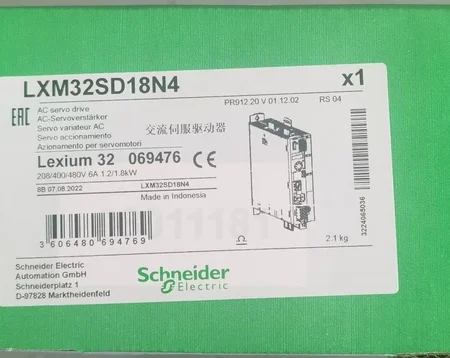 LXM32SD18N4 x1
EAC
AC servo drive PR912.20 V 01.12.02 RS 04
AC-Servoverstärker
Servo variateur AC
Servo accionamiento
Azionamento per servomotori
交流伺服驱动器
Lexium 32 069476 CE
208/400/480V 6A 1.2/1.8kW
8B 07.08.2022 LXM32SD18N4
Made in Indonesia
3 606480 694769
2.1 kg
3224065036
Schneider Electric
Automation GmbH
Schneiderplatz 1
D-97828 Marktheidenfeld
Schneider
Electric